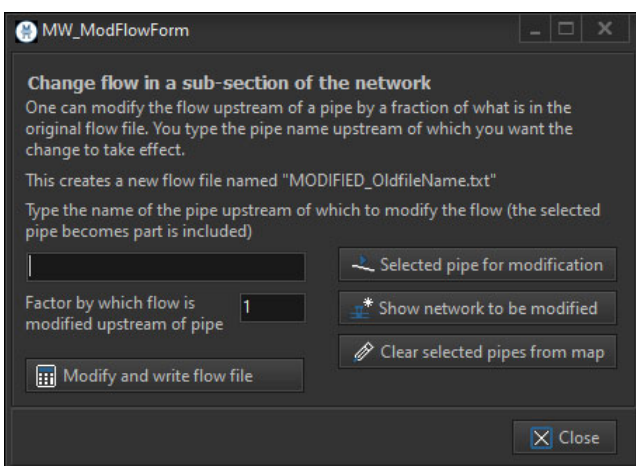 MW_ModFlowForm
Change flow in a sub-section of the network
One can modify the flow upstream of a pipe by a fraction of what is in the
original flow file. You type the pipe name upstream of which you want the
change to take effect.
This creates a new flow file named "MODIFIED_OldfileName.txt"
Type the name of the pipe upstream of which to modify the flow (the selected
pipe becomes part is included)
Selected pipe for modification
Factor by which flow is
modified upstream of pipe
1
Show network to be modified
Clear selected pipes from map
Modify and write flow file
Close